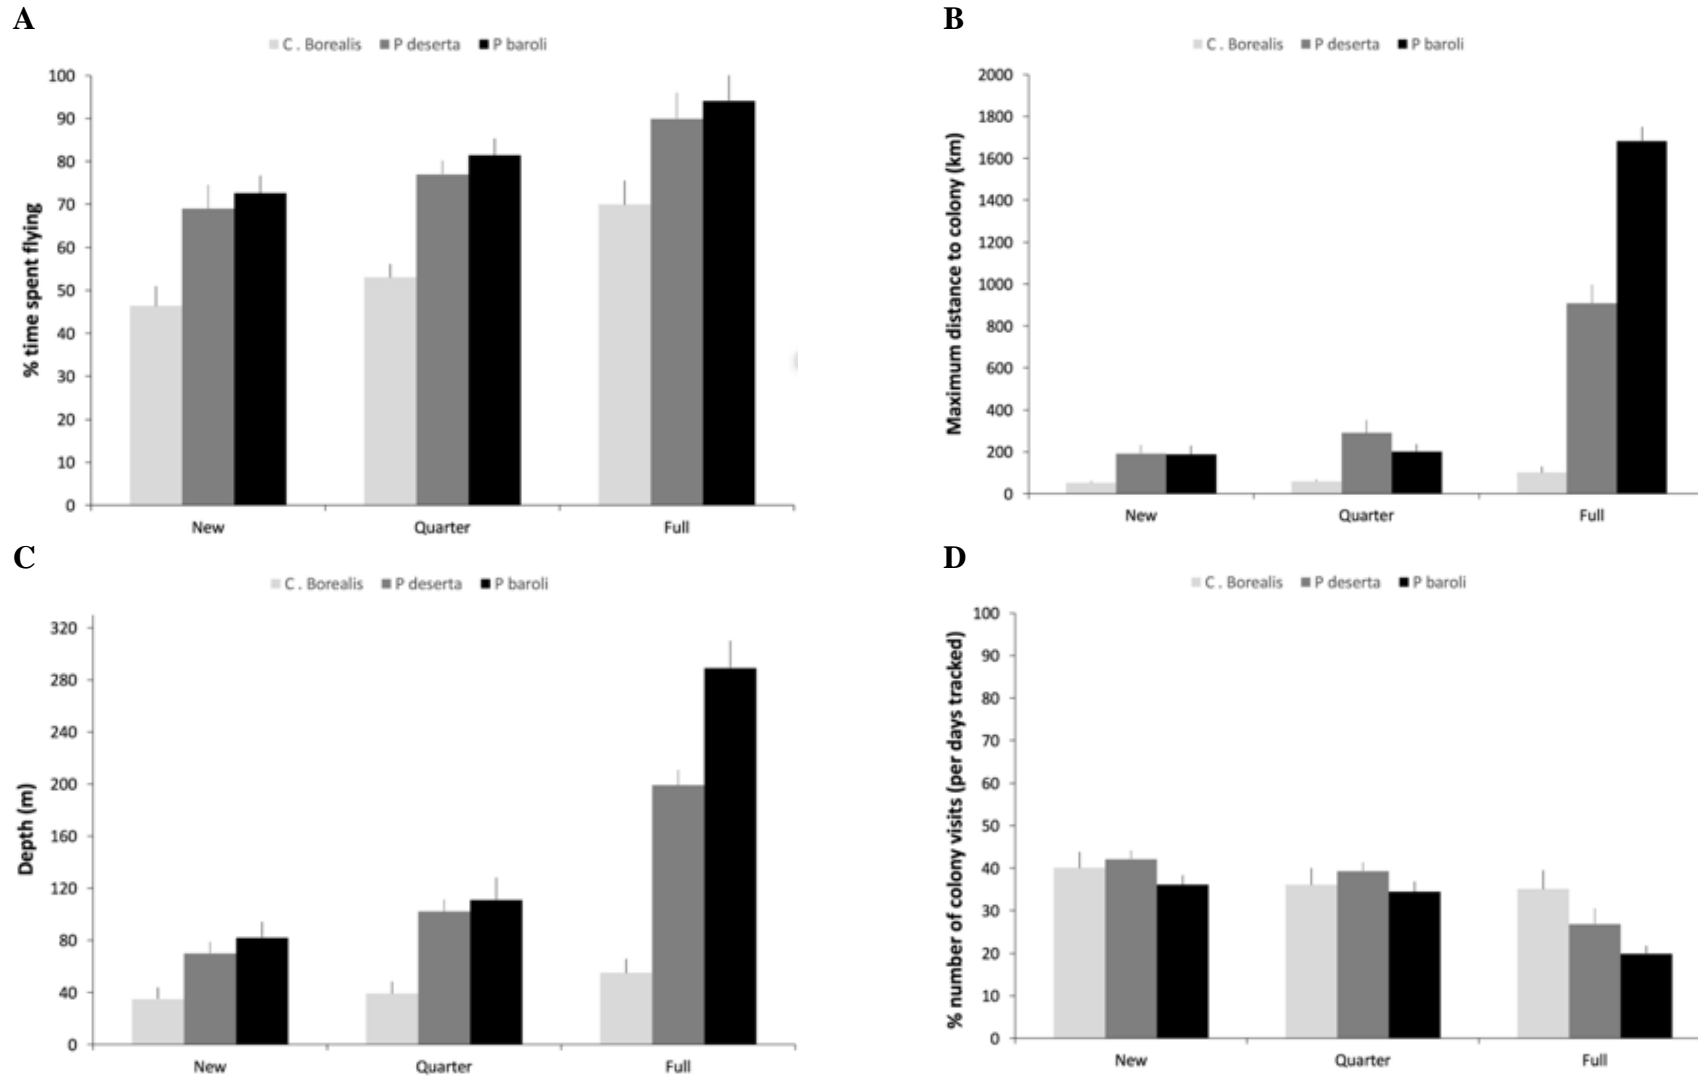 A
C . Borealis P deserta P baroli
% time spent flying
100
90
80
70
60
50
40
30
20
10
0
New Quarter Full
B
C . Borealis P deserta P baroli
Maximum distance to colony (km)
2000
1800
1600
1400
1200
1000
800
600
400
200
0
New Quarter Full
C
C . Borealis P deserta P baroli
Depth (m)
320
280
240
200
160
120
80
40
0
New Quarter Full
D
C . Borealis P deserta P baroli
% number of colony visits (per days tracked)
100
90
80
70
60
50
40
30
20
10
0
New Quarter Full